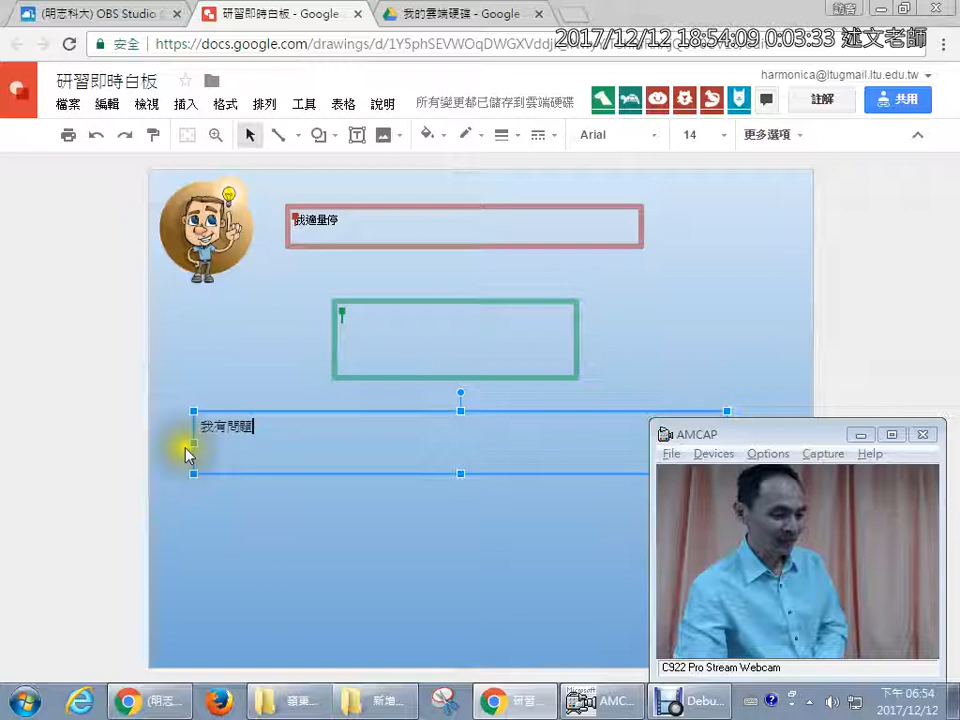 (明志科大) OBS Studio
研習即時白板 - Google
我的雲端硬碟 - Google
安全
https://docs.google.com/drawings/d/1Y5phSEVWOqDWGXVddj
2017/12/12 18:54:09 0:03:33 述文老師
研習即時白板
harmonica@ltugmail.ltu.edu.tw
檔案 編輯 檢視 插入 格式 排列 工具 表格 說明
所有變更都已儲存到雲端硬碟
註解
共用
Arial
14
更多選項
我適量停
我有問題
AMCAP
File Devices Options Capture Help
C922 Pro Stream Webcam
(明志...
嶺東...
新增...
研習...
AMC...
Debu...
下午 06:54
2017/12/12